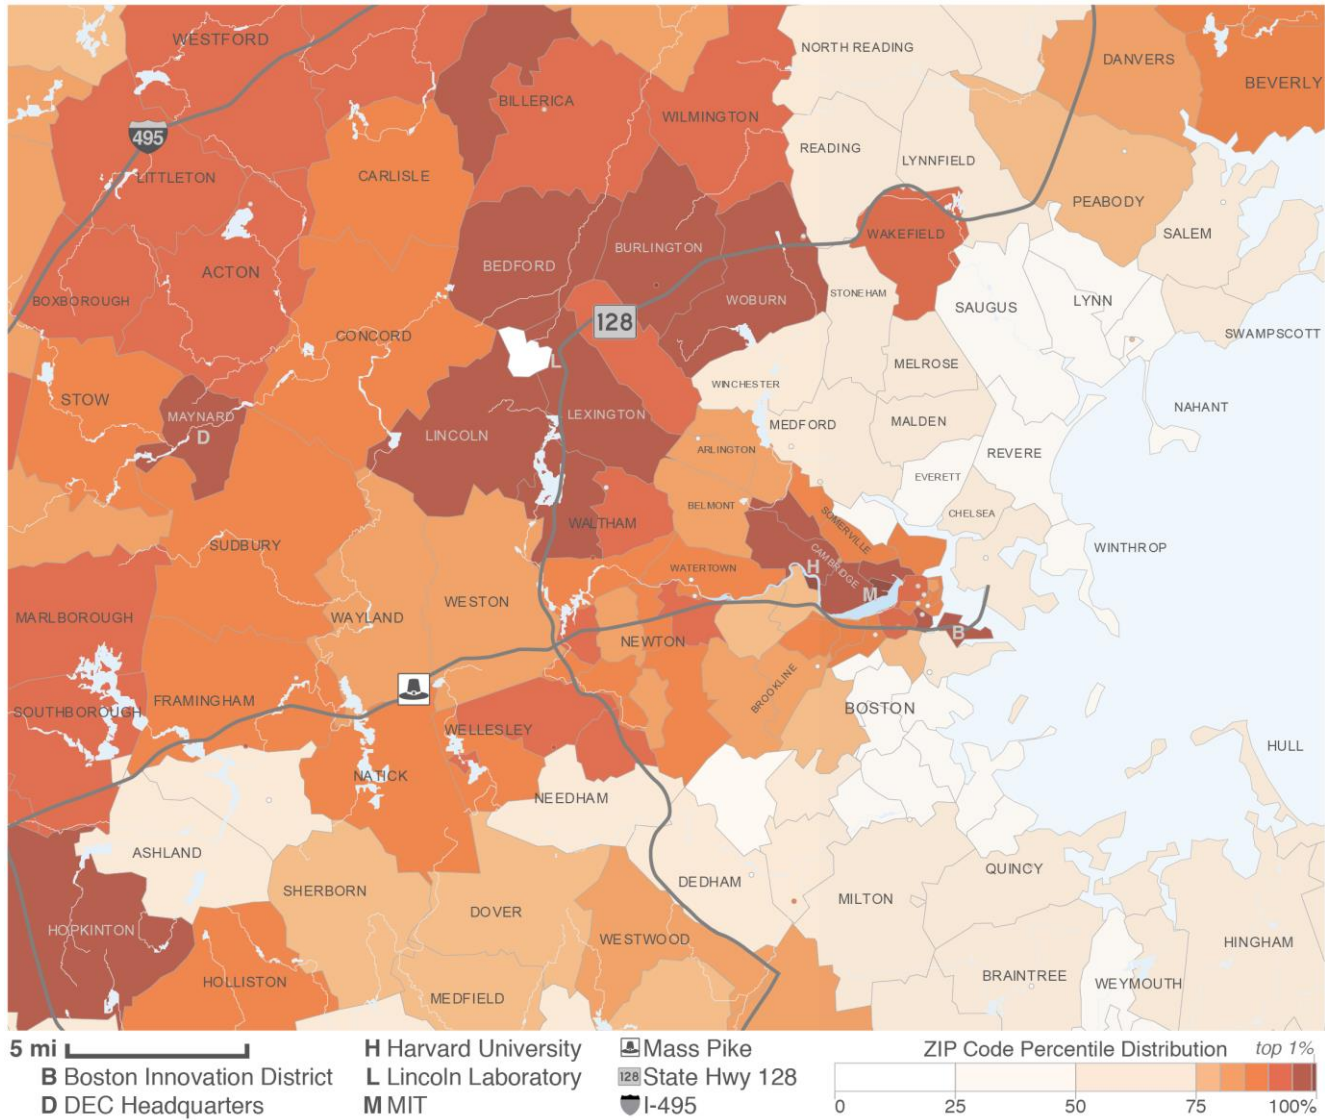 WESTFORD
NORTH READING
DANVERS
BEVERLY
BILLERICA
WILMINGTON
495
READING
LYNNFIELD
LITTLETON
CARLISLE
PEABODY
SALEM
WAKEFIELD
BURLINGTON
BEDFORD
ACTON
BOXBOROUGH
WOBURN
STONEHAM
SAUGUS
LYNN
128
CONCORD
SWAMPSCOTT
L
MELROSE
WINCHESTER
STOW
MAYNARD
D
LEXINGTON
LINCOLN
MEDFORD
MALDEN
NAHANT
ARLINGTON
REVERE
EVERETT
BELMONT
CHELSEA
WALTHAM
SOMERVILLE
SUDBURY
WINTHROP
CAMBRIDGE
H
WATERTOWN
M
WESTON
WAYLAND
MARLBOROUGH
NEWTON
B
FRAMINGHAM
BROOKLINE
SOUTHBOROUGH
BOSTON
WELLESLEY
HULL
NATICK
NEEDHAM
ASHLAND
QUINCY
DEDHAM
SHERBORN
MILTON
DOVER
HOPKINTON
WESTWOOD
HINGHAM
HOLLISTON
BRAINTREE
WEYMOUTH
MEDFIELD
5 mi
B Boston Innovation District
D DEC Headquarters
H Harvard University
L Lincoln Laboratory
M MIT
Mass Pike
128 State Hwy 128
I-495
ZIP Code Percentile Distribution top 1%
0 25 50 75 100%